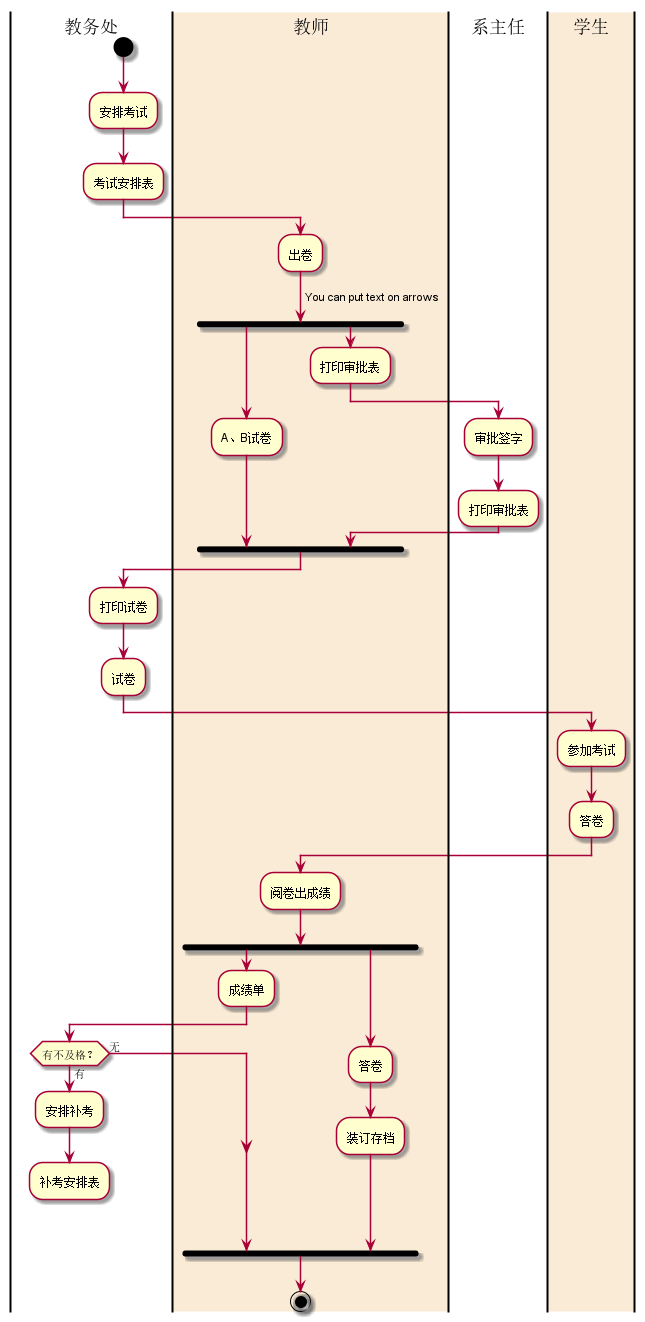 教务处 教师 系主任 学生
安排考试
考试安排表
出卷
You can put text on arrows
打印审批表
A、B试卷 审批签字
打印审批表
打印试卷
试卷
参加考试
答卷
阅卷出成绩
成绩单
有不及格？ 无
答卷
有
安排补考
装订存档
补考安排表